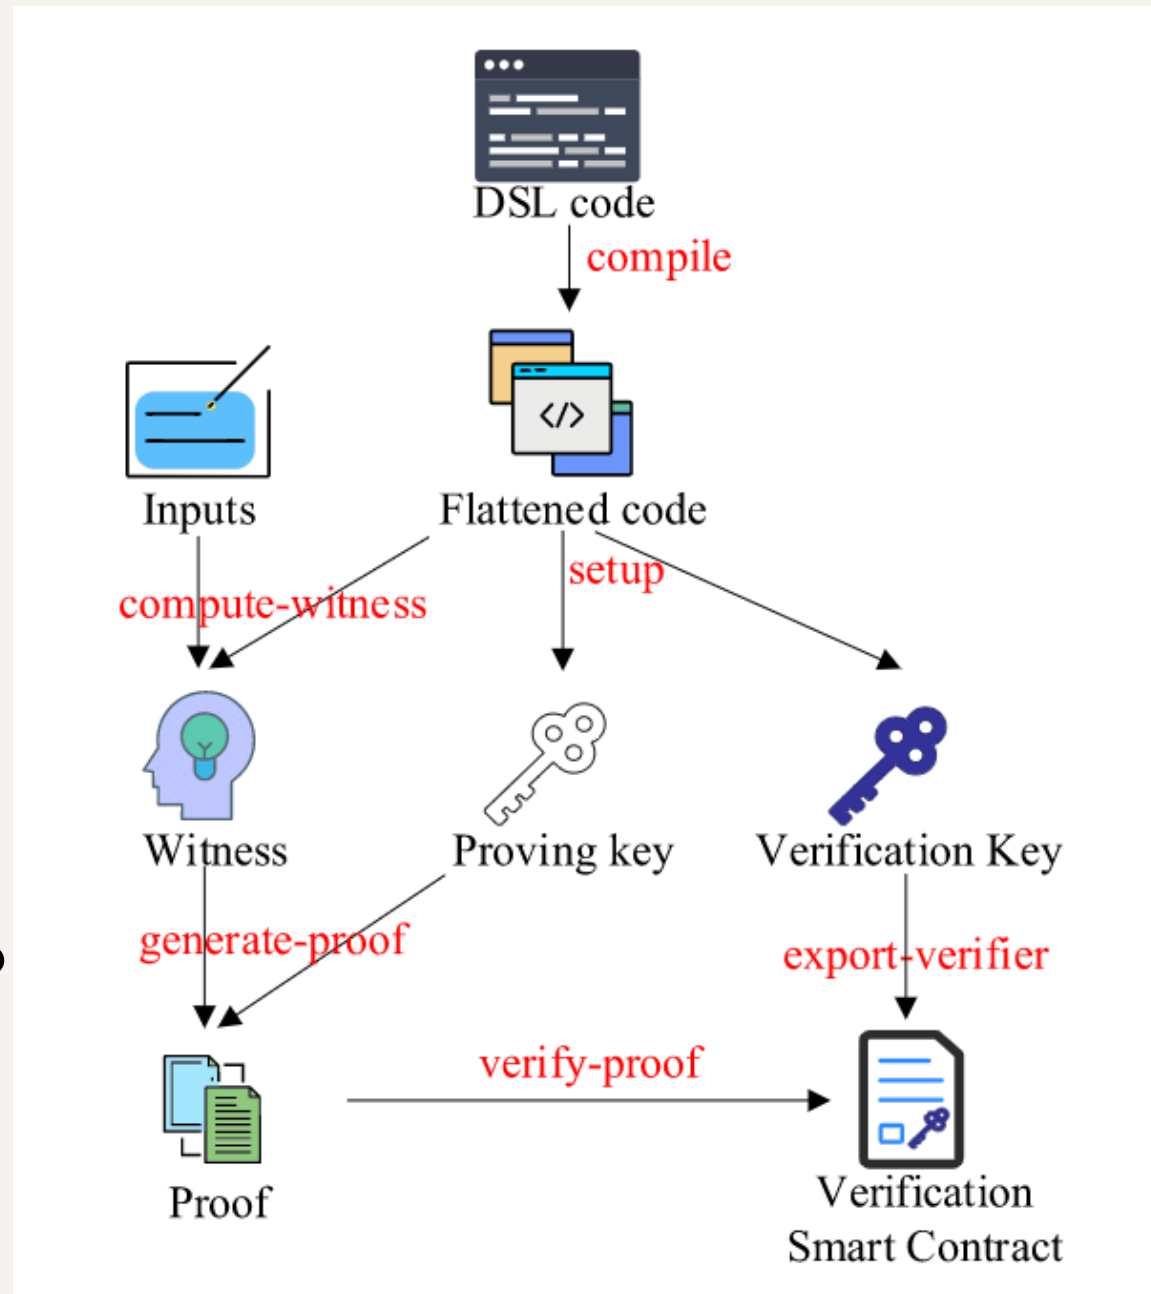 DSL code
compile
Inputs
Flattened code
setup
compute-witness
Witness
Proving key
Verification Key
generate-proof
export-verifier
verify-proof
Proof
Verification
Smart Contract